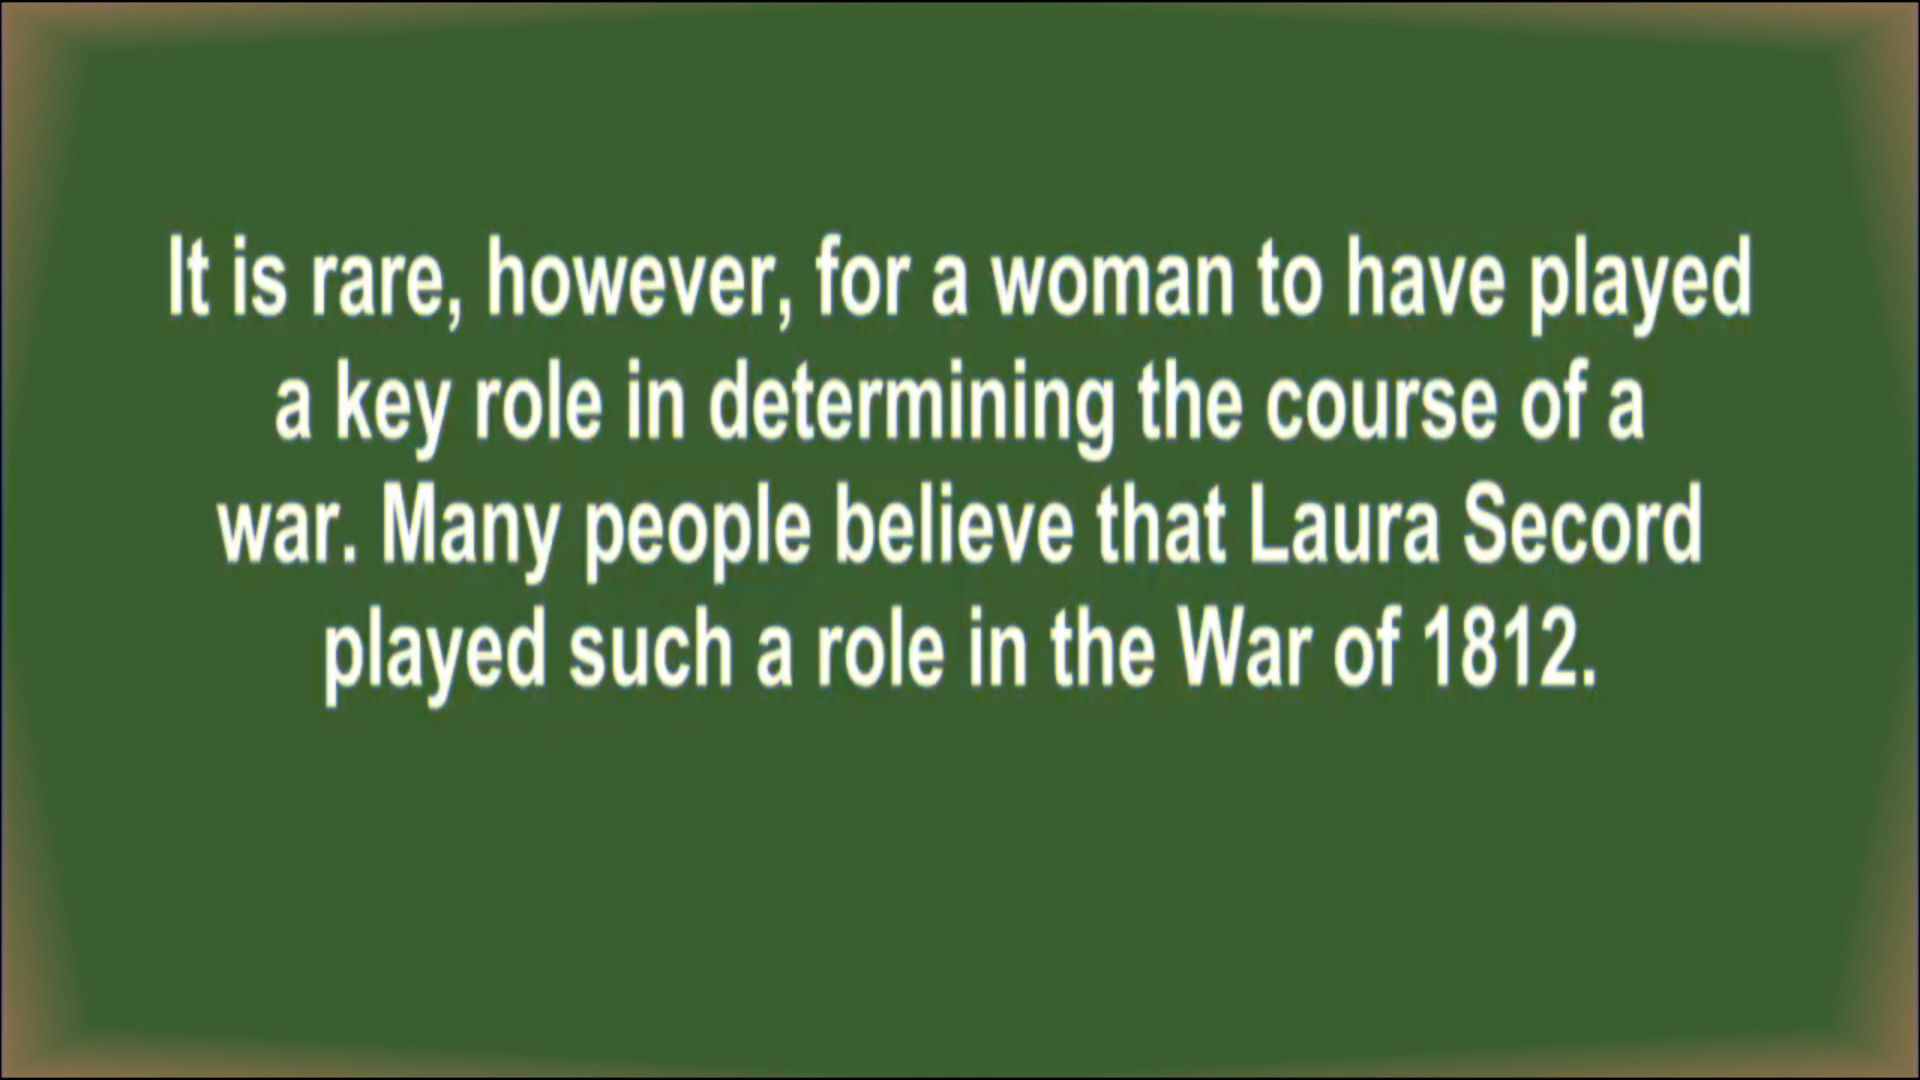 It is rare, however, for a woman to have played
a key role in determining the course of a
war. Many people believe that Laura Secord
played such a role in the War of 1812.